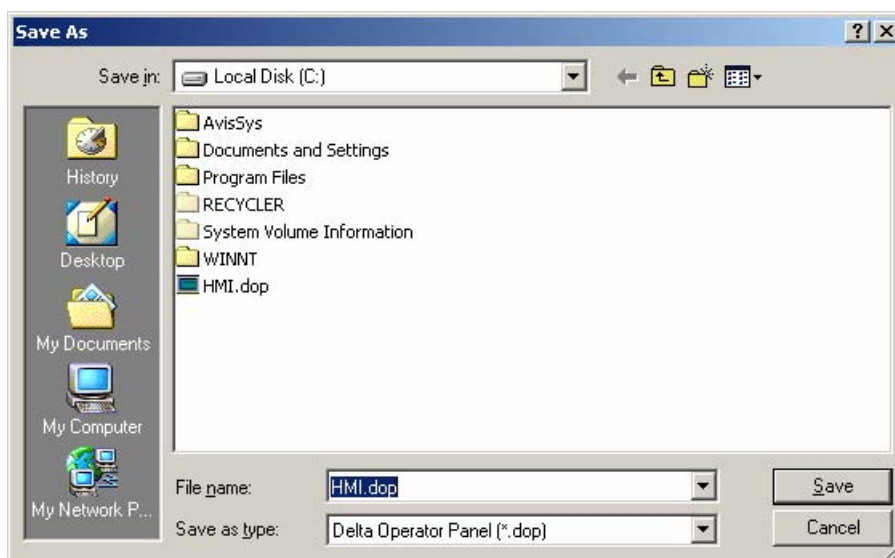 Save As
Save in: Local Disk (C:)
History
Desktop
My Documents
My Computer
My Network P...
AvisSys
Documents and Settings
Program Files
RECYCLER
System Volume Information
WINNT
HMI.dop
File name: HMI.dop Save
Save as type: Delta Operator Panel (*.dop) Cancel